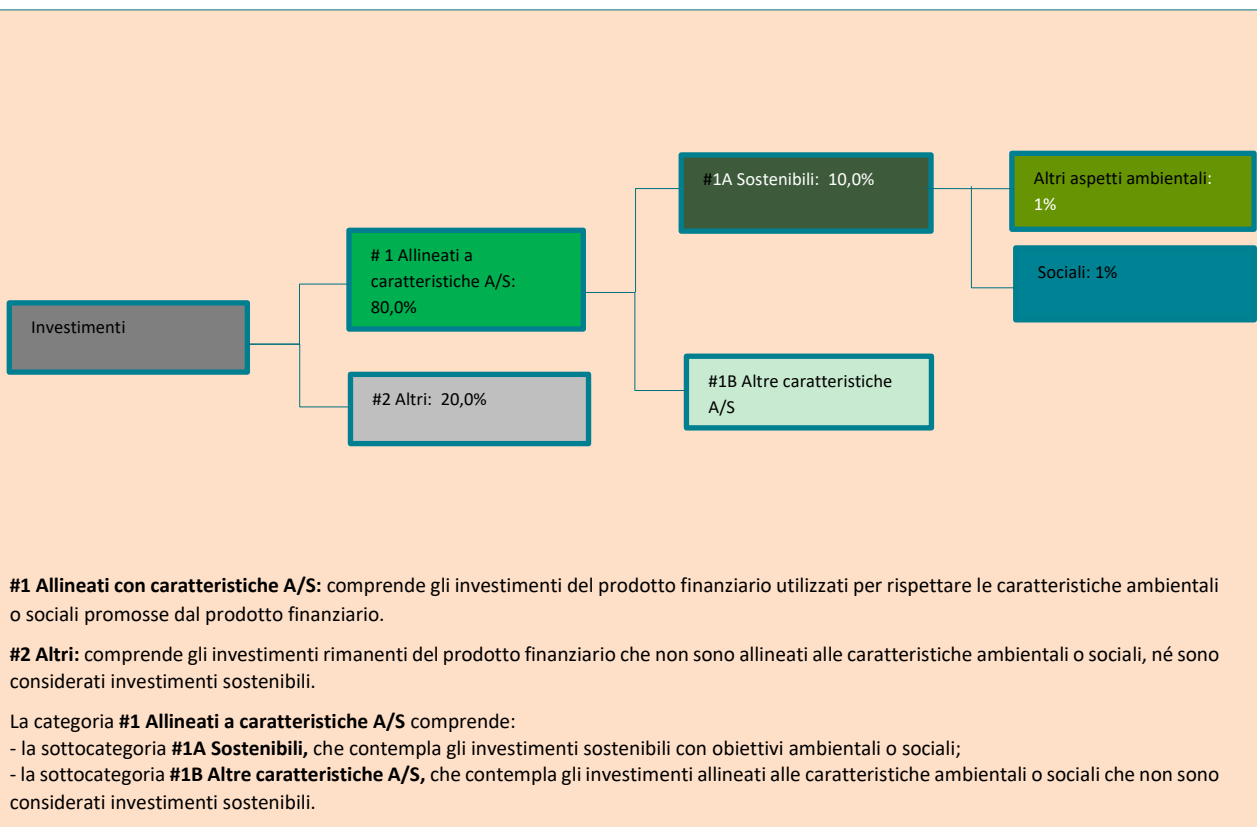 Investimenti
# 1 Allineati a
caratteristiche A/S:
80,0%
#2 Altri:  20,0%
#1A Sostenibili:  10,0%
#1B Altre caratteristiche
A/S
Altri aspetti ambientali:
1%
Sociali: 1%
#1 Allineati con caratteristiche A/S: comprende gli investimenti del prodotto finanziario utilizzati per rispettare le caratteristiche ambientali
o sociali promosse dal prodotto finanziario.
#2 Altri: comprende gli investimenti rimanenti del prodotto finanziario che non sono allineati alle caratteristiche ambientali o sociali, né sono
considerati investimenti sostenibili.
La categoria #1 Allineati a caratteristiche A/S comprende:
- la sottocategoria #1A Sostenibili, che contempla gli investimenti sostenibili con obiettivi ambientali o sociali;
- la sottocategoria #1B Altre caratteristiche A/S, che contempla gli investimenti allineati alle caratteristiche ambientali o sociali che non sono
considerati investimenti sostenibili.